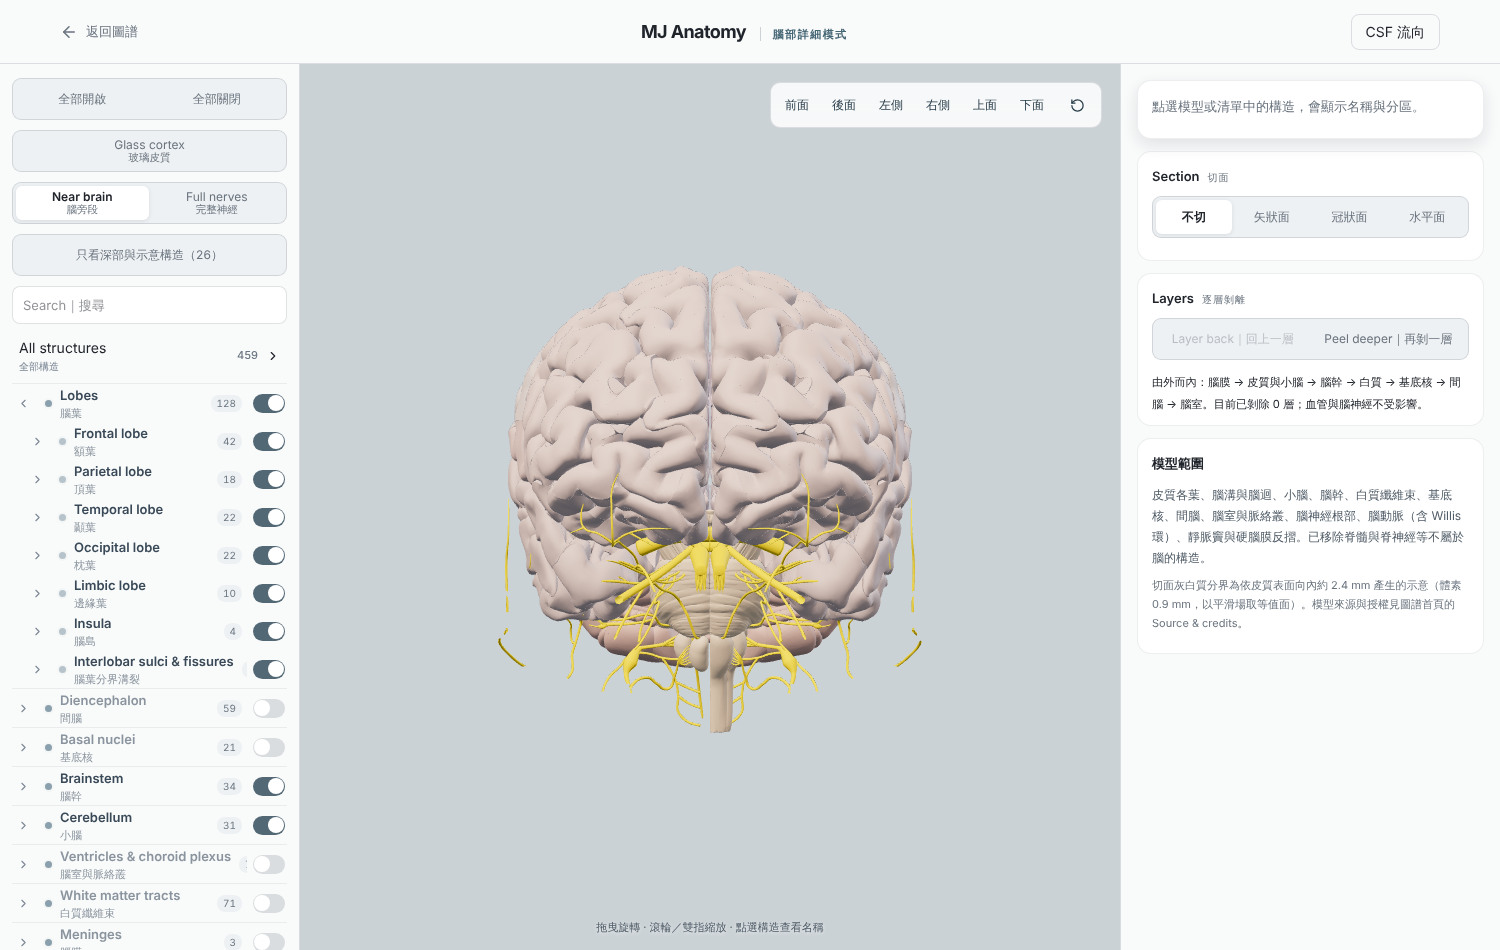 返回圖譜
MJ Anatomy
腦部詳細模式
CSF 流向
全部開啟
全部關閉
Glass cortex
玻璃皮質
Near brain
腦旁段
Full nerves
完整神經
只看深部與示意構造（26）
Search｜搜尋
All structures
全部構造
459
Lobes
腦葉
128
Frontal lobe
額葉
42
Parietal lobe
頂葉
18
Temporal lobe
顳葉
22
Occipital lobe
枕葉
22
Limbic lobe
邊緣葉
10
Insula
腦島
4
Interlobar sulci & fissures
腦葉分界溝裂
Diencephalon
間腦
59
Basal nuclei
基底核
21
Brainstem
腦幹
34
Cerebellum
小腦
31
Ventricles & choroid plexus
腦室與脈絡叢
White matter tracts
白質纖維束
71
Meninges
3
前面
後面
左側
右側
上面
下面
拖曳旋轉 · 滾輪／雙指縮放 · 點選構造查看名稱
點選模型或清單中的構造，會顯示名稱與分區。
Section 切面
不切
矢狀面
冠狀面
水平面
Layers 逐層剝離
Layer back｜回上一層
Peel deeper｜再剝一層
由外而內：腦膜 → 皮質與小腦 → 腦幹 → 白質 → 基底核 → 間
腦 → 腦室。目前已剝除 0 層；血管與腦神經不受影響。
模型範圍
皮質各葉、腦溝與腦迴、小腦、腦幹、白質纖維束、基底
核、間腦、腦室與脈絡叢、腦神經根部、腦動脈（含 Willis
環）、靜脈竇與硬腦膜反摺。已移除脊髓與脊神經等不屬於
腦的構造。
切面灰白質分界為依皮質表面向內約 2.4 mm 產生的示意（體素
0.9 mm，以平滑場取等值面）。模型來源與授權見圖譜首頁的
Source & credits。